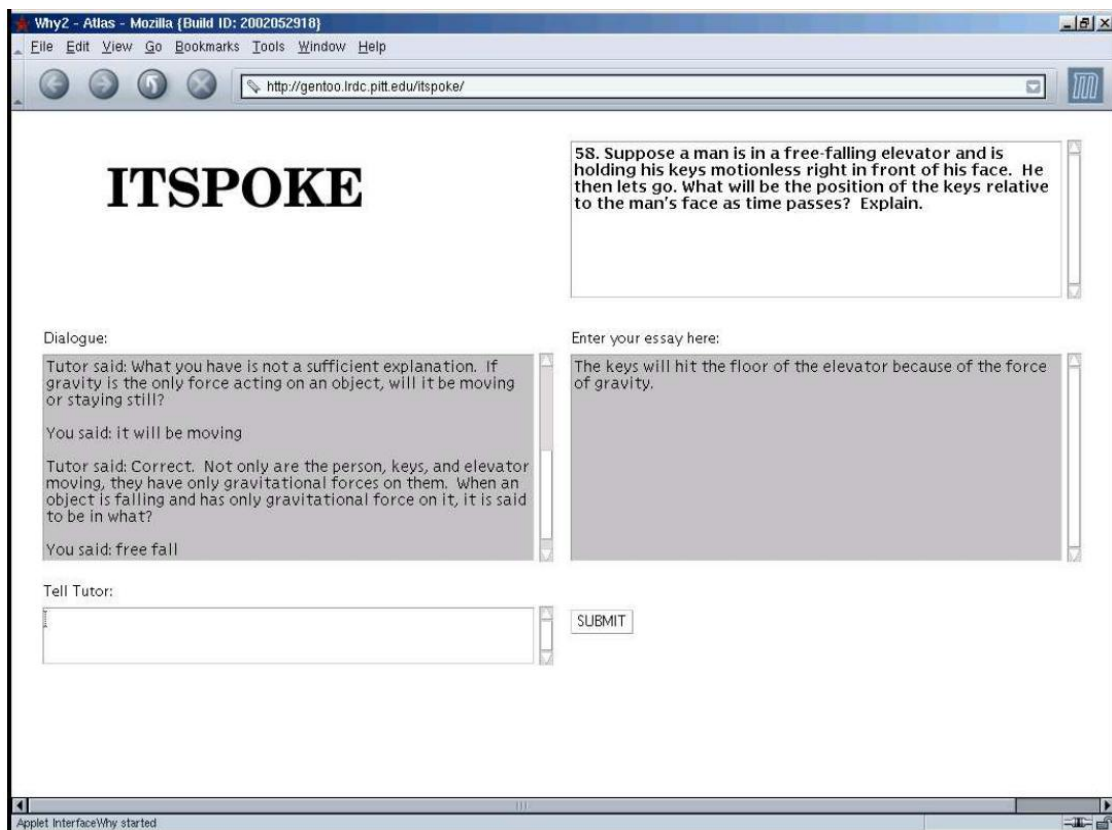 Why2 - Atlas - Mozilla {Build ID: 2002052918}
File Edit View Go Bookmarks Tools Window Help
http://gentoo.lrdc.pitt.edu/itspoke/
ITSPOKE
58. Suppose a man is in a free-falling elevator and is
holding his keys motionless right in front of his face. He
then lets go. What will be the position of the keys relative
to the man's face as time passes? Explain.
Dialogue:
Tutor said: What you have is not a sufficient explanation. If
gravity is the only force acting on an object, will it be moving
or staying still?
You said: it will be moving
Tutor said: Correct. Not only are the person, keys, and elevator
moving, they have only gravitational forces on them. When an
object is falling and has only gravitational force on it, it is said
to be in what?
You said: free fall
Enter your essay here:
The keys will hit the floor of the elevator because of the force
of gravity.
Tell Tutor:
SUBMIT
Applet InterfaceWhy started